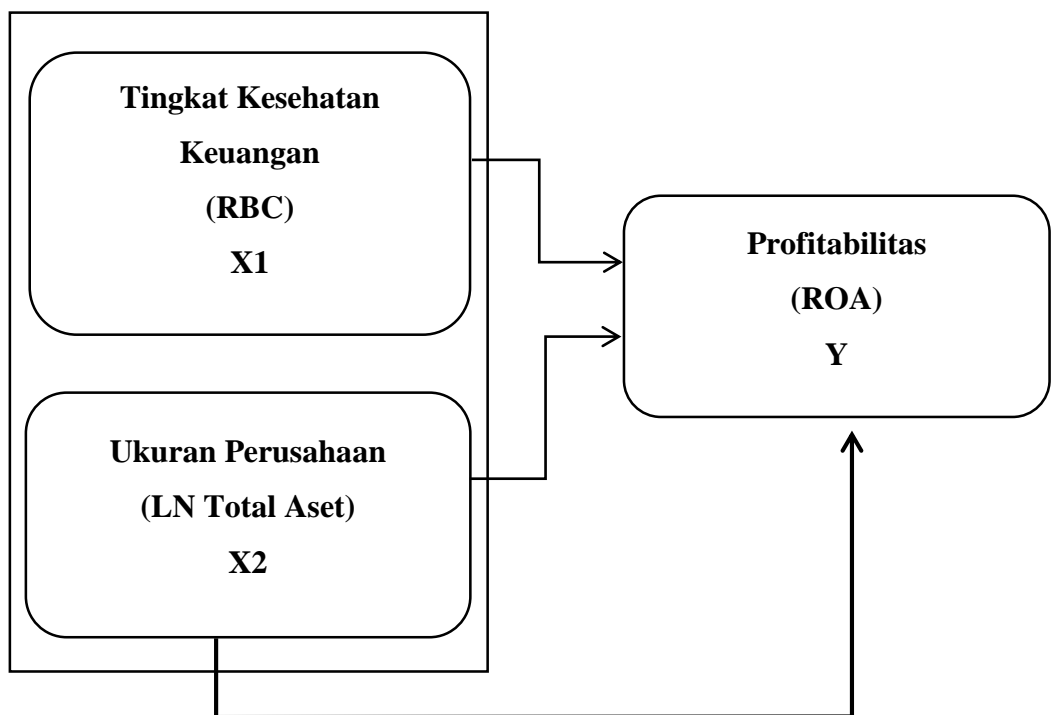 Tingkat Kesehatan
Keuangan
(RBC)
X1
Profitabilitas
(ROA)
Y
Ukuran Perusahaan
(LN Total Aset)
X2